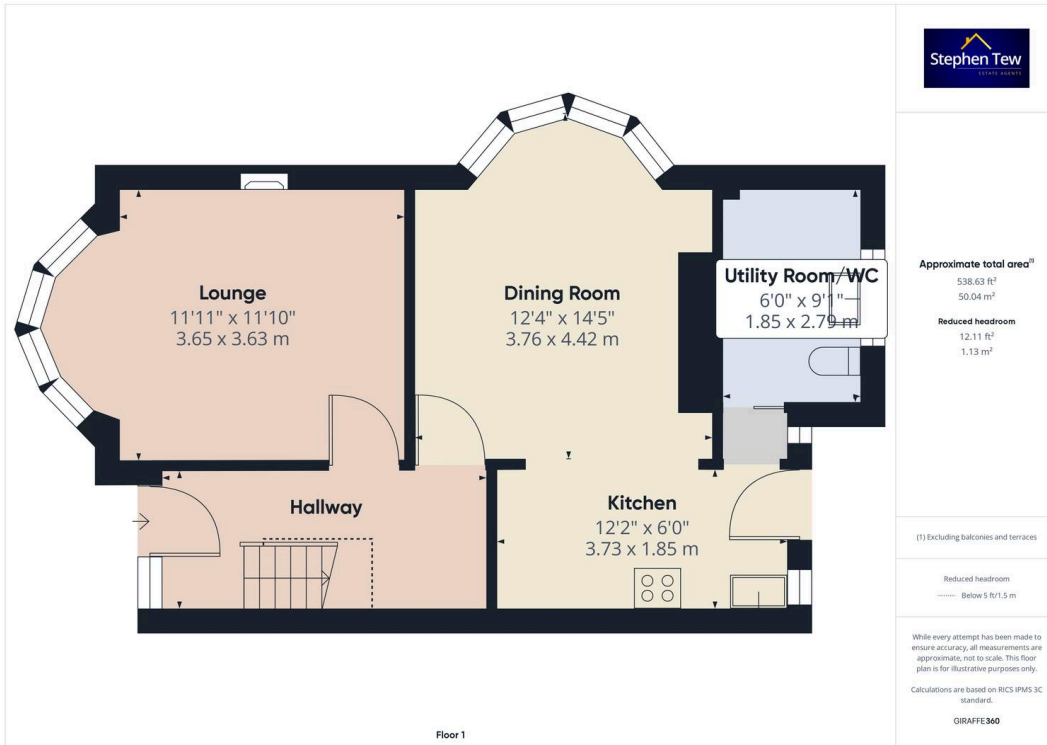 Stephen Tew
ESTATE AGENTS
Lounge
11'11" x 11'10"
3.65 x 3.63 m
Dining Room
12'4" x 14'5"
3.76 x 4.42 m
Utility Room/WC
6'0" x 9'1"
1.85 x 2.79 m
Hallway
Kitchen
12'2" x 6'0"
3.73 x 1.85 m
Floor 1
Approximate total area(1)
538.63 ft²
50.04 m²
Reduced headroom
12.11 ft²
1.13 m²
(1) Excluding balconies and terraces
Reduced headroom
Below 5 ft/1.5 m
While every attempt has been made to
ensure accuracy, all measurements are
approximate, not to scale. This floor
plan is for illustrative purposes only.
Calculations are based on RICS IPMS 3C
standard.
GIRAFFE360